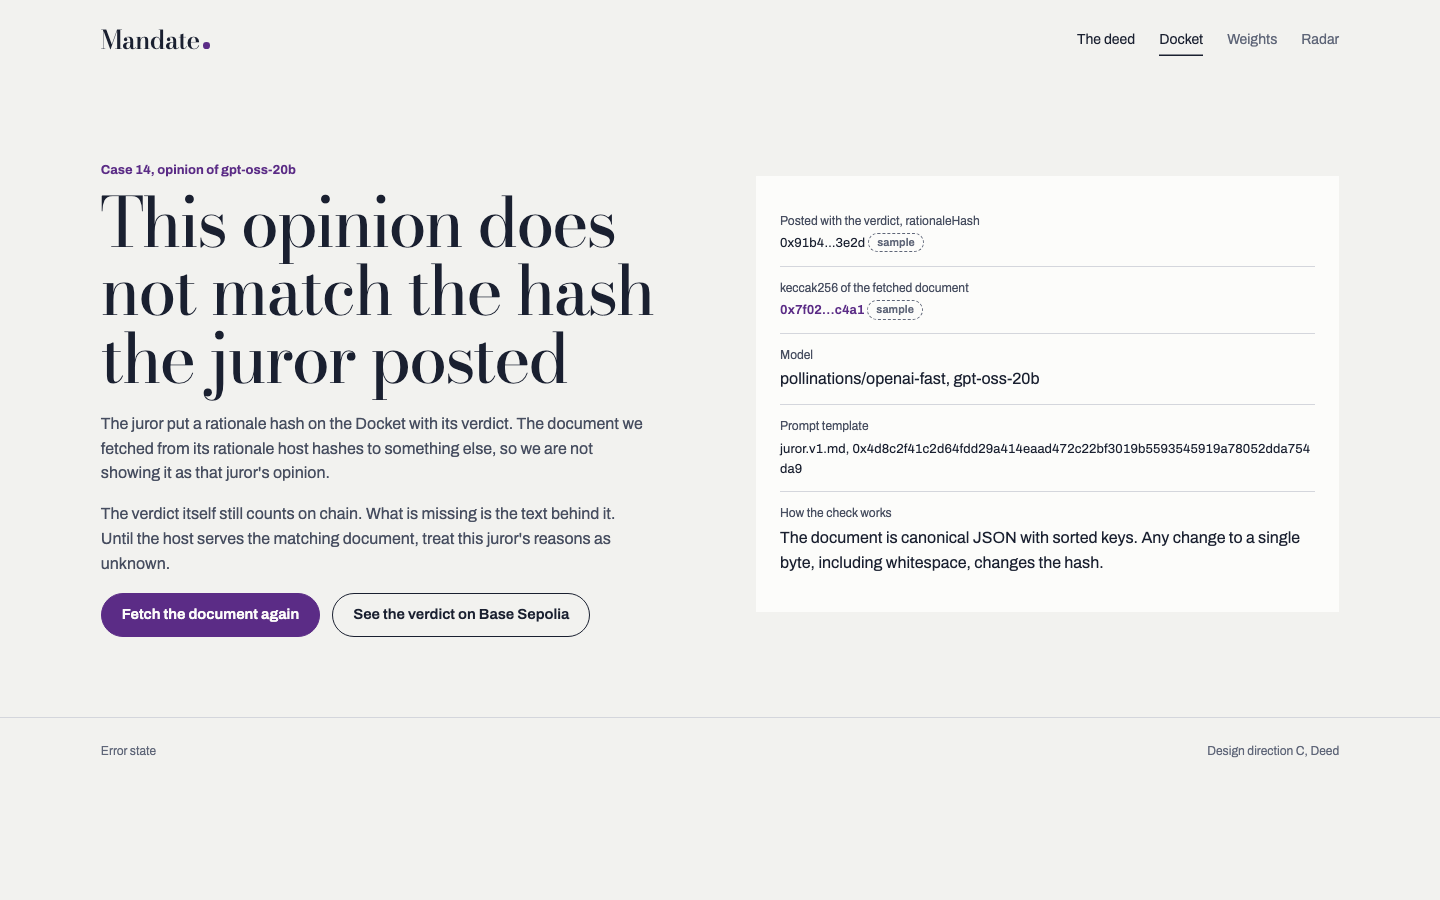 Mandate.
The deed Docket Weights Radar
Case 14, opinion of gpt-oss-20b
This opinion does
not match the hash
the juror posted
The juror put a rationale hash on the Docket with its verdict. The document we
fetched from its rationale host hashes to something else, so we are not
showing it as that juror's opinion.
The verdict itself still counts on chain. What is missing is the text behind it.
Until the host serves the matching document, treat this juror's reasons as
unknown.
Fetch the document again
See the verdict on Base Sepolia
Posted with the verdict, rationaleHash
0x91b4...3e2d sample
keccak256 of the fetched document
0x7f02...c4a1 sample
Model
pollinations/openai-fast, gpt-oss-20b
Prompt template
juror.v1.md, 0x4d8c2f41c2d64fdd29a414eaad472c22bf3019b5593545919a78052dda754
da9
How the check works
The document is canonical JSON with sorted keys. Any change to a single
byte, including whitespace, changes the hash.
Error state
Design direction C, Deed